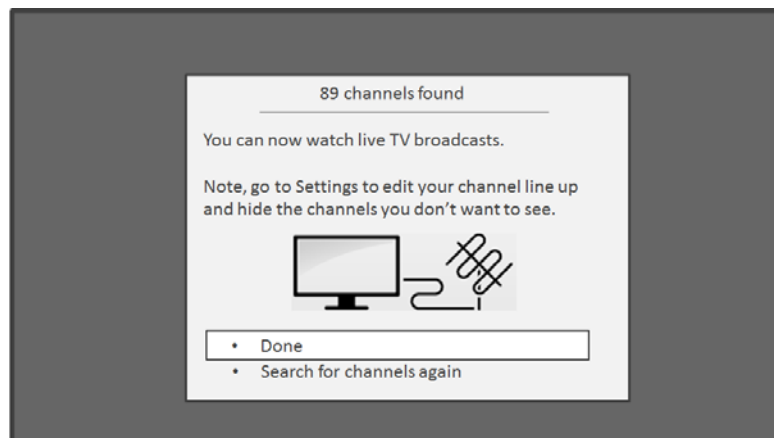 89 channels found
You can now watch live TV broadcasts.
Note, go to Settings to edit your channel line up
and hide the channels you don’t want to see.
• Done
• Search for channels again